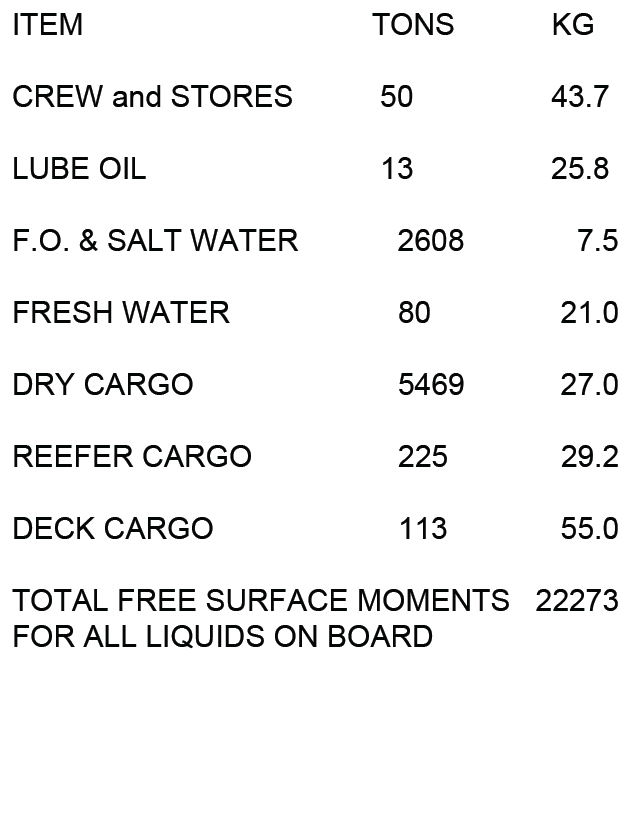 ITEM TONS KG
CREW and STORES 50 43.7
LUBE OIL 13 25.8
F.O. & SALT WATER 2608 7.5
FRESH WATER 80 21.0
DRY CARGO 5469 27.0
REEFER CARGO 225 29.2
DECK CARGO 113 55.0
TOTAL FREE SURFACE MOMENTS 22273
FOR ALL LIQUIDS ON BOARD